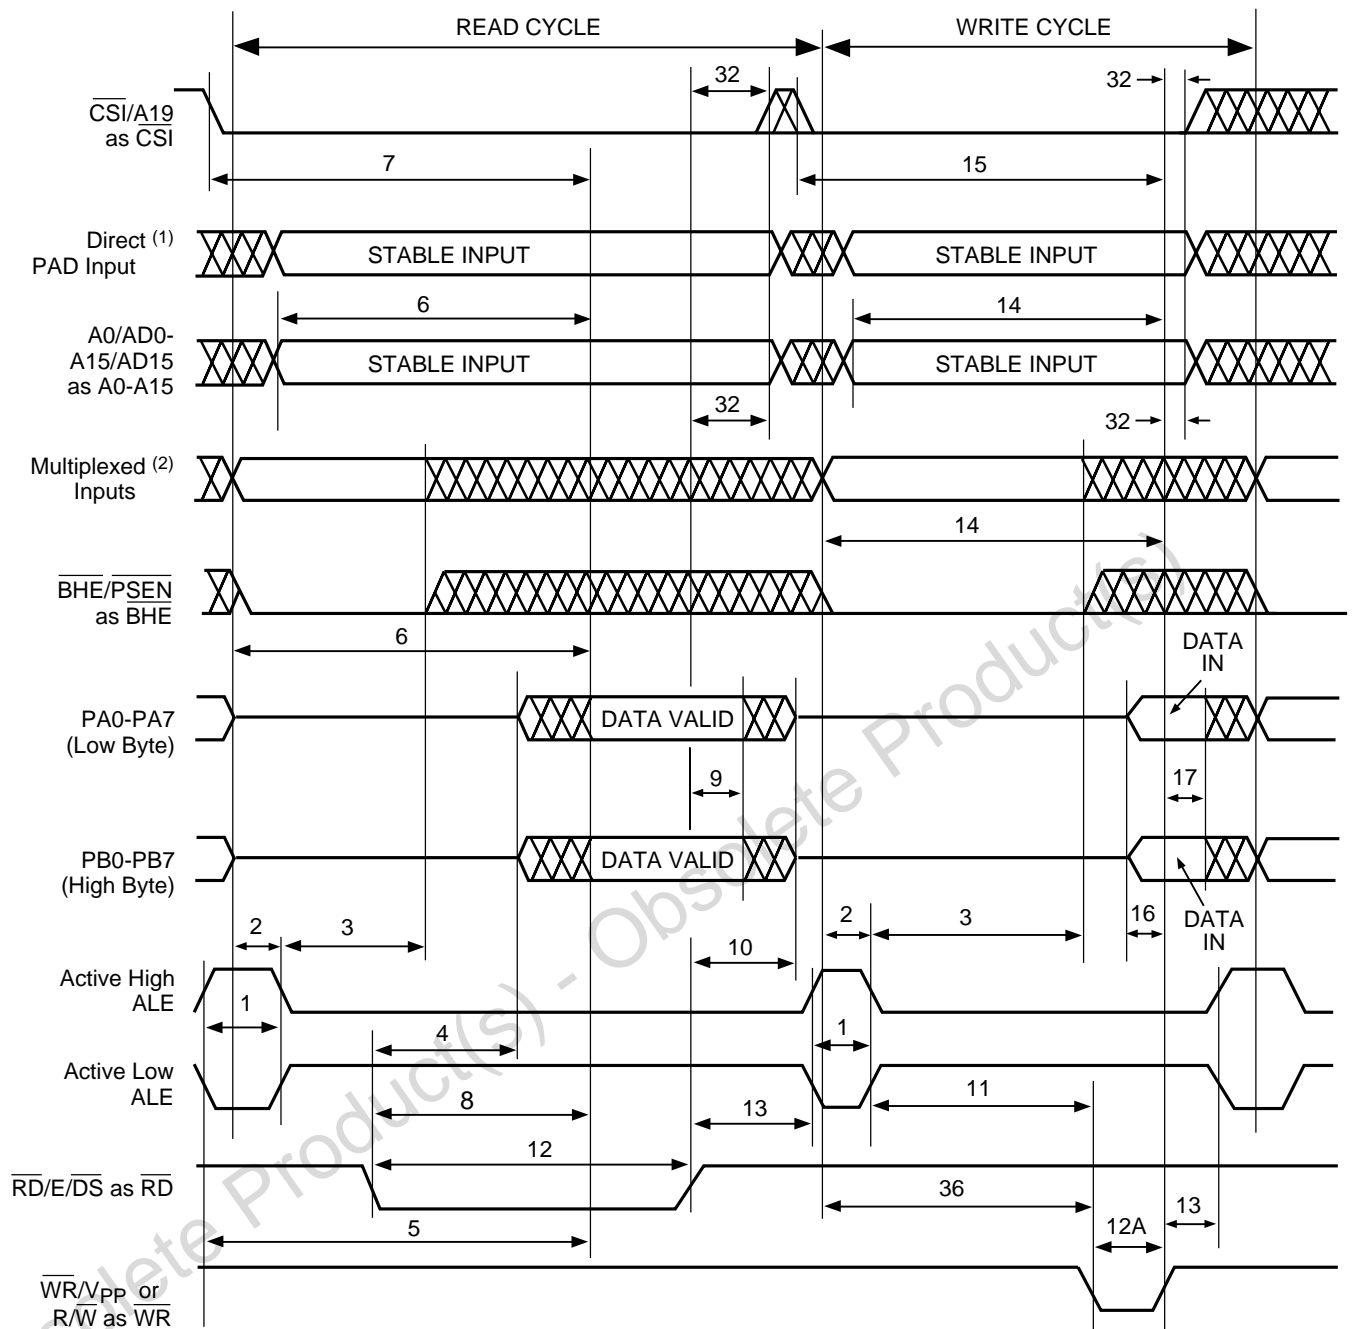 READ CYCLE
WRITE CYCLE
32
32
CSI/A19
as CSI
7
15
Direct (1)
PAD Input
STABLE INPUT
STABLE INPUT
6
14
A0/AD0-
A15/AD15
as A0-A15
STABLE INPUT
STABLE INPUT
32
32
Multiplexed (2)
Inputs
14
BHE/PSEN
as BHE
6
DATA
IN
PA0-PA7
(Low Byte)
DATA VALID
9
17
PB0-PB7
(High Byte)
DATA VALID
2
3
2
3
16
DATA
IN
10
Active High
ALE
1
1
4
Active Low
ALE
8
13
11
12
RD/E/DS as RD
36
13
5
12A
WR/VPP or
R/W as WR
Obsolete Product(s) - Obsolete Product(s)